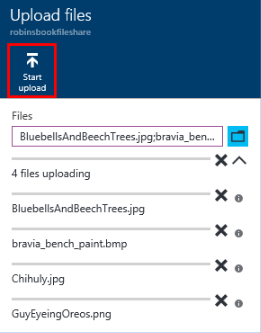 Upload files
robinsbookfileshare
Start
upload
Files
BluebellsAndBeechTrees.jpg;bravia_ben...
4 files uploading
BluebellsAndBeechTrees.jpg
bravia_bench_paint.bmp
Chihuly.jpg
GuyEyeingOreos.png